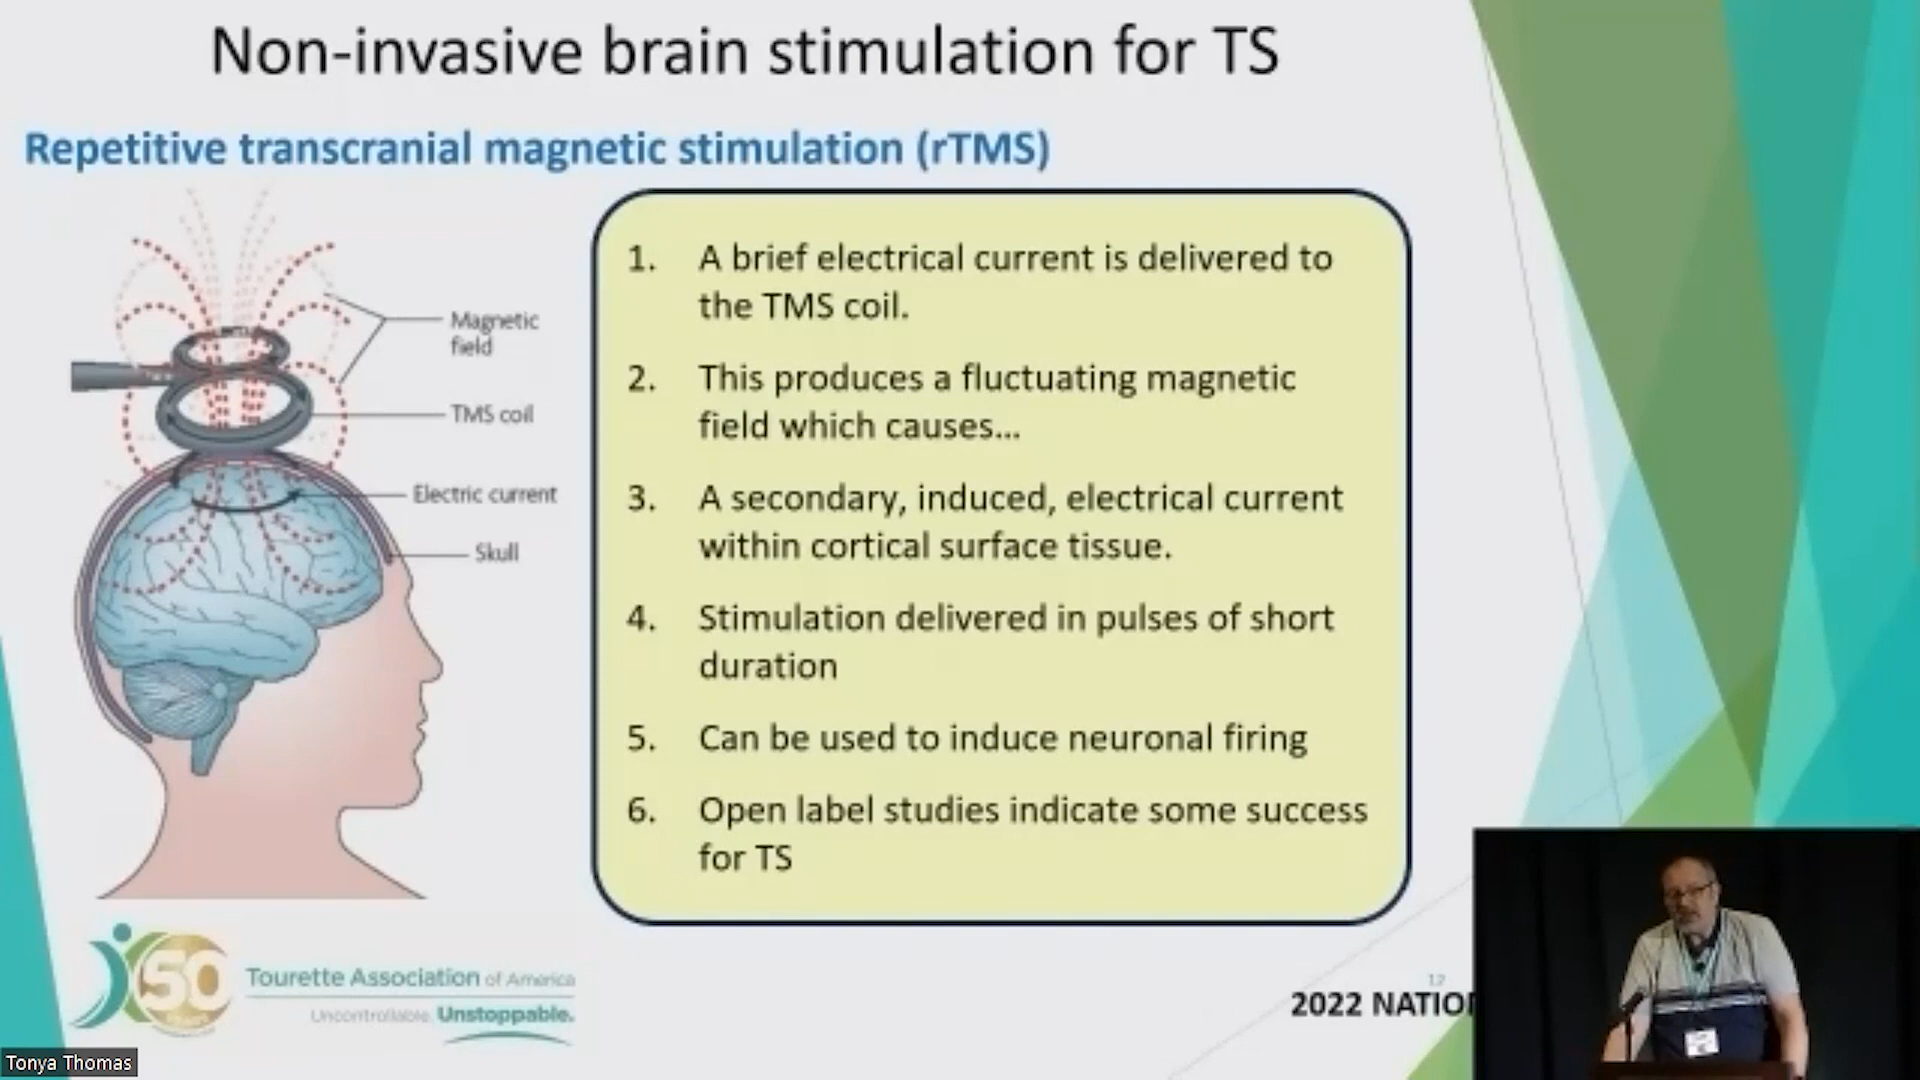 Non-invasive brain stimulation for TS
Repetitive transcranial magnetic stimulation (rTMS)
Magnetic
field
TMS coil
Electric current
Skull
1. A brief electrical current is delivered to
the TMS coil.
2. This produces a fluctuating magnetic
field which causes...
3. A secondary, induced, electrical current
within cortical surface tissue.
4. Stimulation delivered in pulses of short
duration
5. Can be used to induce neuronal firing
6. Open label studies indicate some success
for TS
50
Tourette Association of America
Uncontrollable. Unstoppable.
2022 NATIO
Tonya Thomas